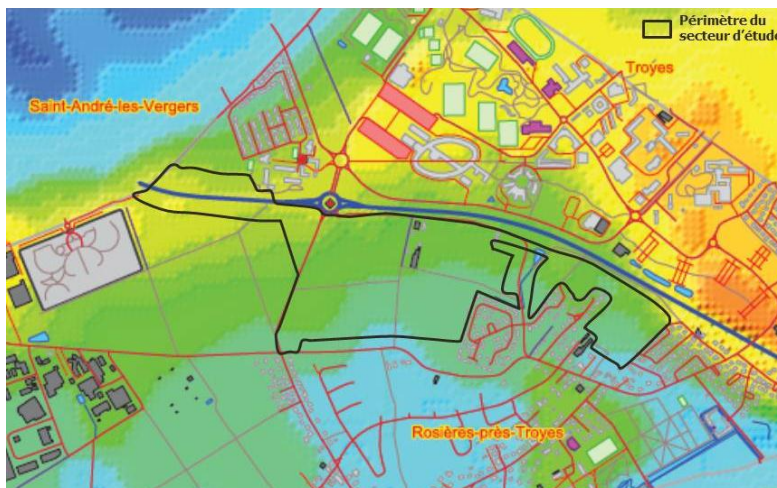 Périmètre du
secteur d'étude
Troyes
Saint-André-les-Vergers
Rosières-près-Troyes